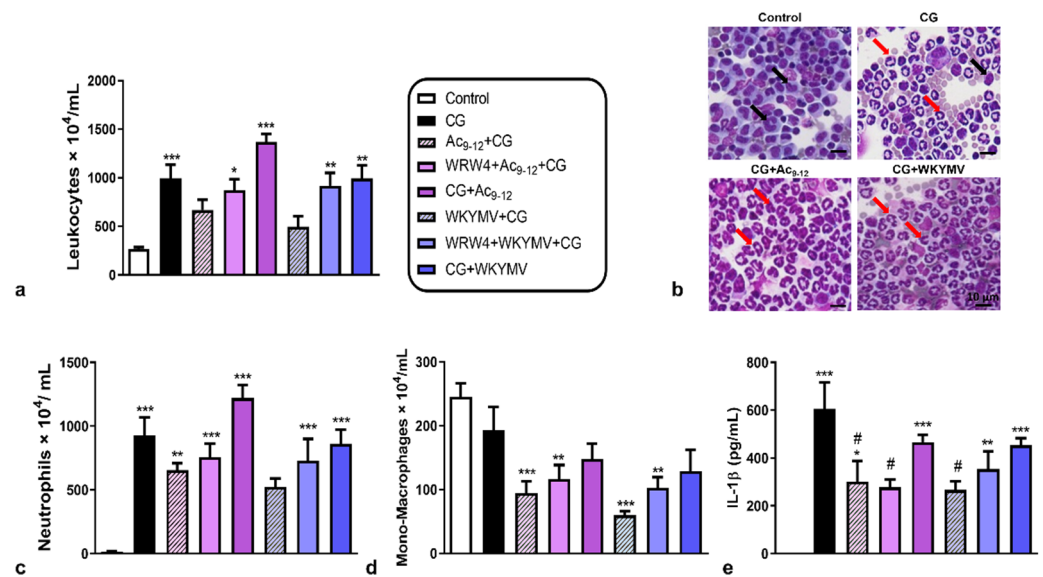 Leukocytes × 10⁴/mL
2000
1500
1000
500
0
***
*
***
**
**
a
Control
CG
Ac₉₋₁₂+CG
WRW4+Ac₉₋₁₂+CG
CG+Ac₉₋₁₂
WKYMV+CG
WRW4+WKYMV+CG
CG+WKYMV
Control
CG
CG+Ac₉₋₁₂
CG+WKYMV
10 µm
b
Neutrophils × 10⁴/ mL
1500
1000
500
0
***
**
***
***
***
***
c
Mono-Macrophages × 10⁴/mL
300
200
100
0
***
**
***
**
d
IL-1β (pg/mL)
800
600
400
200
0
***
#
*
#
***
#
**
***
e